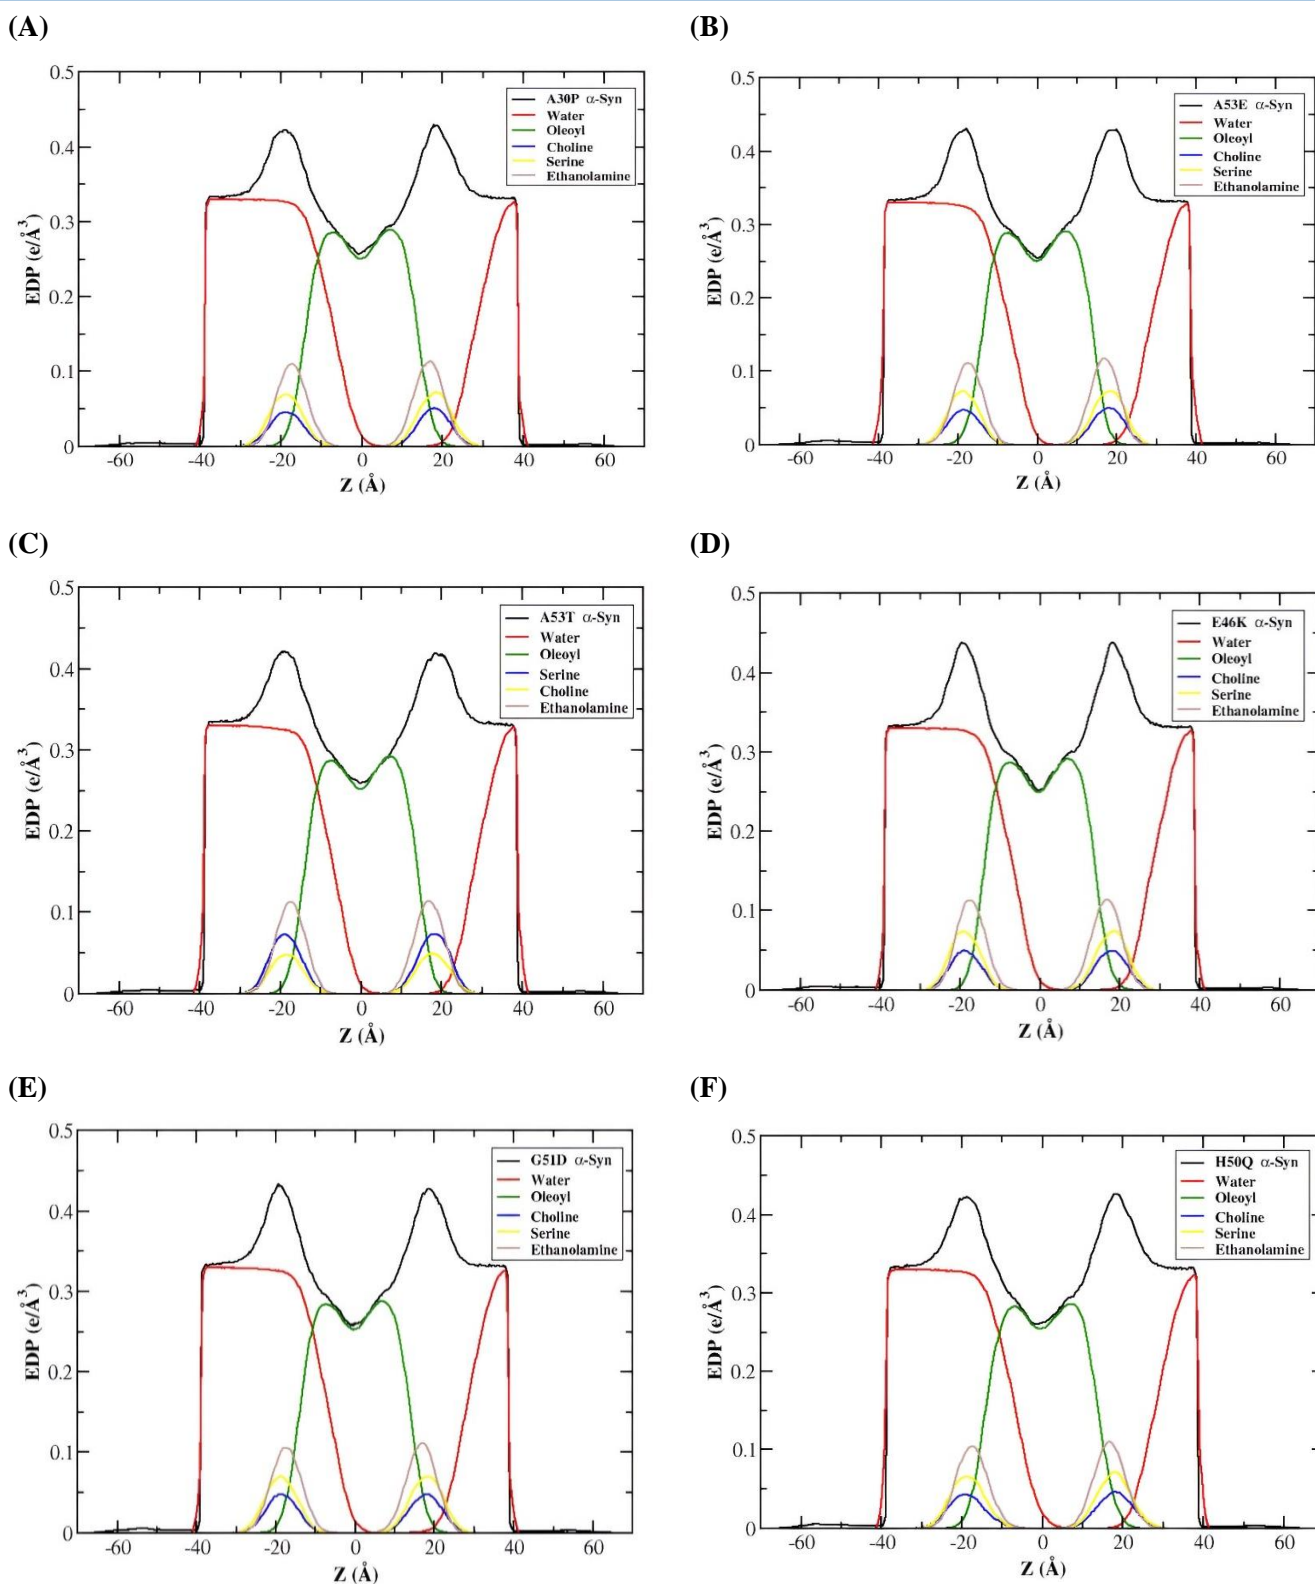 (A)
0.5
0.4
0.3
0.2
0.1
0
EDP (e/Å³)
-60 -40 -20 0 20 40 60
Z (Å)
A30P α-Syn
Water
Oleoyl
Choline
Serine
Ethanolamine
(B)
0.5
0.4
0.3
0.2
0.1
0
EDP (e/Å³)
-60 -40 -20 0 20 40 60
Z (Å)
A53E α-Syn
Water
Oleoyl
Choline
Serine
Ethanolamine
(C)
0.5
0.4
0.3
0.2
0.1
0
EDP (e/Å³)
-60 -40 -20 0 20 40 60
Z (Å)
A53T α-Syn
Water
Oleoyl
Serine
Choline
Ethanolamine
(D)
0.5
0.4
0.3
0.2
0.1
0
EDP (e/Å³)
-60 -40 -20 0 20 40 60
Z (Å)
E46K α-Syn
Water
Oleoyl
Choline
Serine
Ethanolamine
(E)
0.5
0.4
0.3
0.2
0.1
0
EDP (e/Å³)
-60 -40 -20 0 20 40 60
Z (Å)
G51D α-Syn
Water
Oleoyl
Choline
Serine
Ethanolamine
(F)
0.5
0.4
0.3
0.2
0.1
0
EDP (e/Å³)
-60 -40 -20 0 20 40 60
Z (Å)
H50Q α-Syn
Water
Oleoyl
Choline
Serine
Ethanolamine